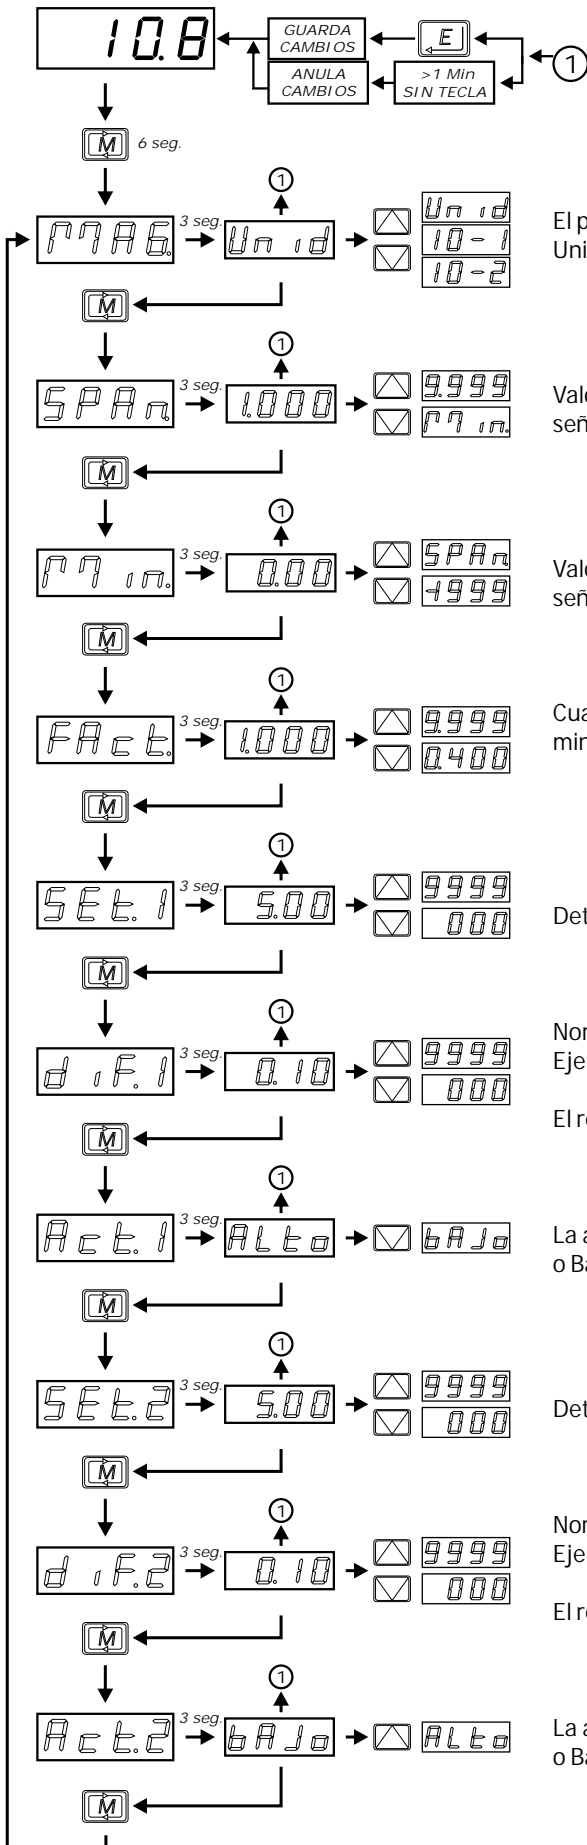 10.8
GUARDA
CAMBIOS
E
1
ANULA
CAMBIOS
>1 Min
SIN TECLA
M 6 seg.
1
MAG. 3 seg. Unid Unid
10-1
10-2
El p
Uni
M
1
SPAn. 3 seg. 1.000 9.999
Min.
Valo
señ
M
1
Min. 3 seg. 0.00 SPAn.
-1999
Valo
señ
M
1
FAct. 3 seg. 1.000 9.999
0.400
Cua
min
M
1
SEt.1 3 seg. 5.00 9999
000
Det
M
1
diF.1 3 seg. 0.10 9999
000
Nor
Eje
El re
M
1
Act.1 3 seg. ALto bAJo
La a
o Ba
M
1
SEt.2 3 seg. 5.00 9999
000
Det
M
1
diF.2 3 seg. 0.10 9999
000
Nor
Eje
El re
M
1
Act.2 3 seg. bAJo ALto
La a
o Ba
M